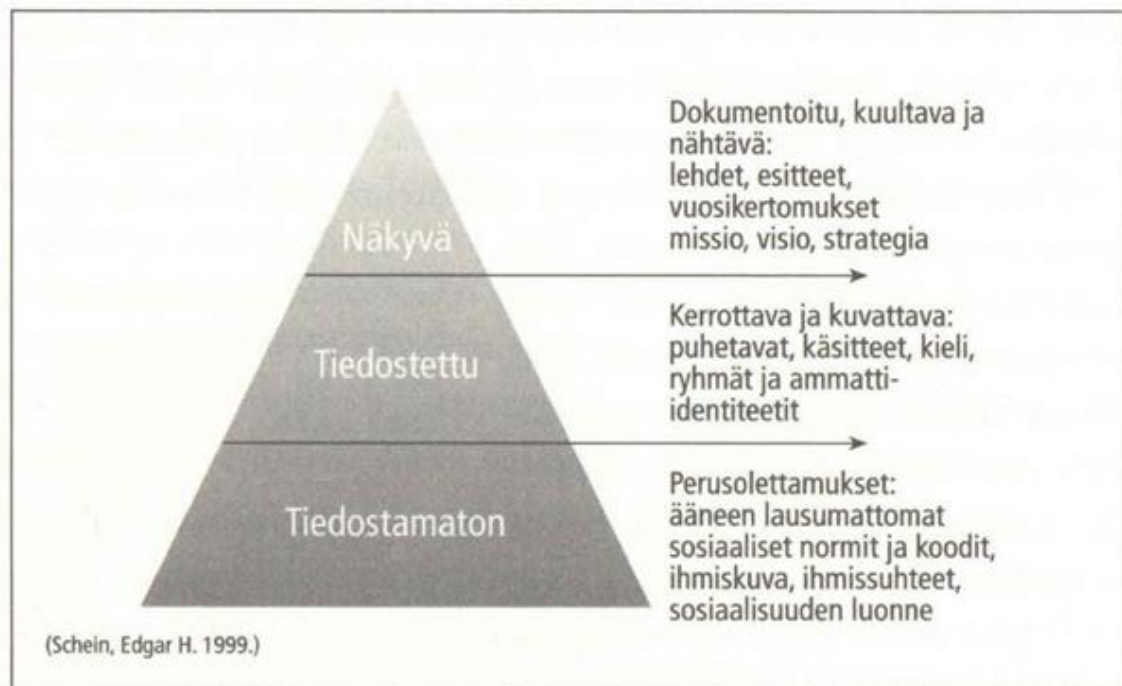 Näkyvä
Dokumentoitu, kuultava ja
nähtävä:
lehdet, esitteet,
vuosikertomukset
missio, visio, strategia
Tiedostettu
Kerrottava ja kuvattava:
puhetavat, käsitteet, kieli,
ryhmät ja ammatti-
identiteetit
Tiedostamaton
Perusolettamukset:
ääneen lausumattomat
sosiaaliset normit ja koodit,
ihmiskuva, ihmissuhteet,
sosiaalisuuden luonne
(Schein, Edgar H. 1999.)